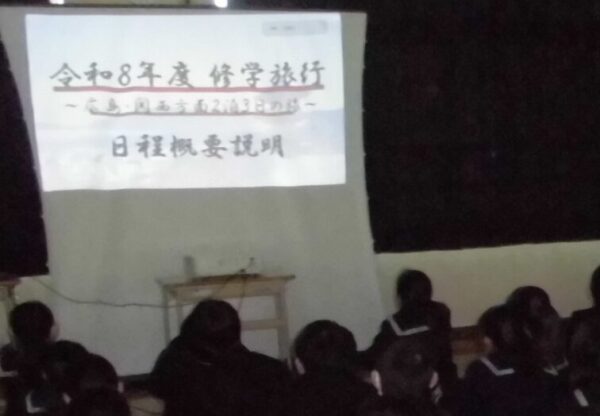 令和8年度 修学旅行
～広島・関西方面2泊3日の旅～
日程概要説明